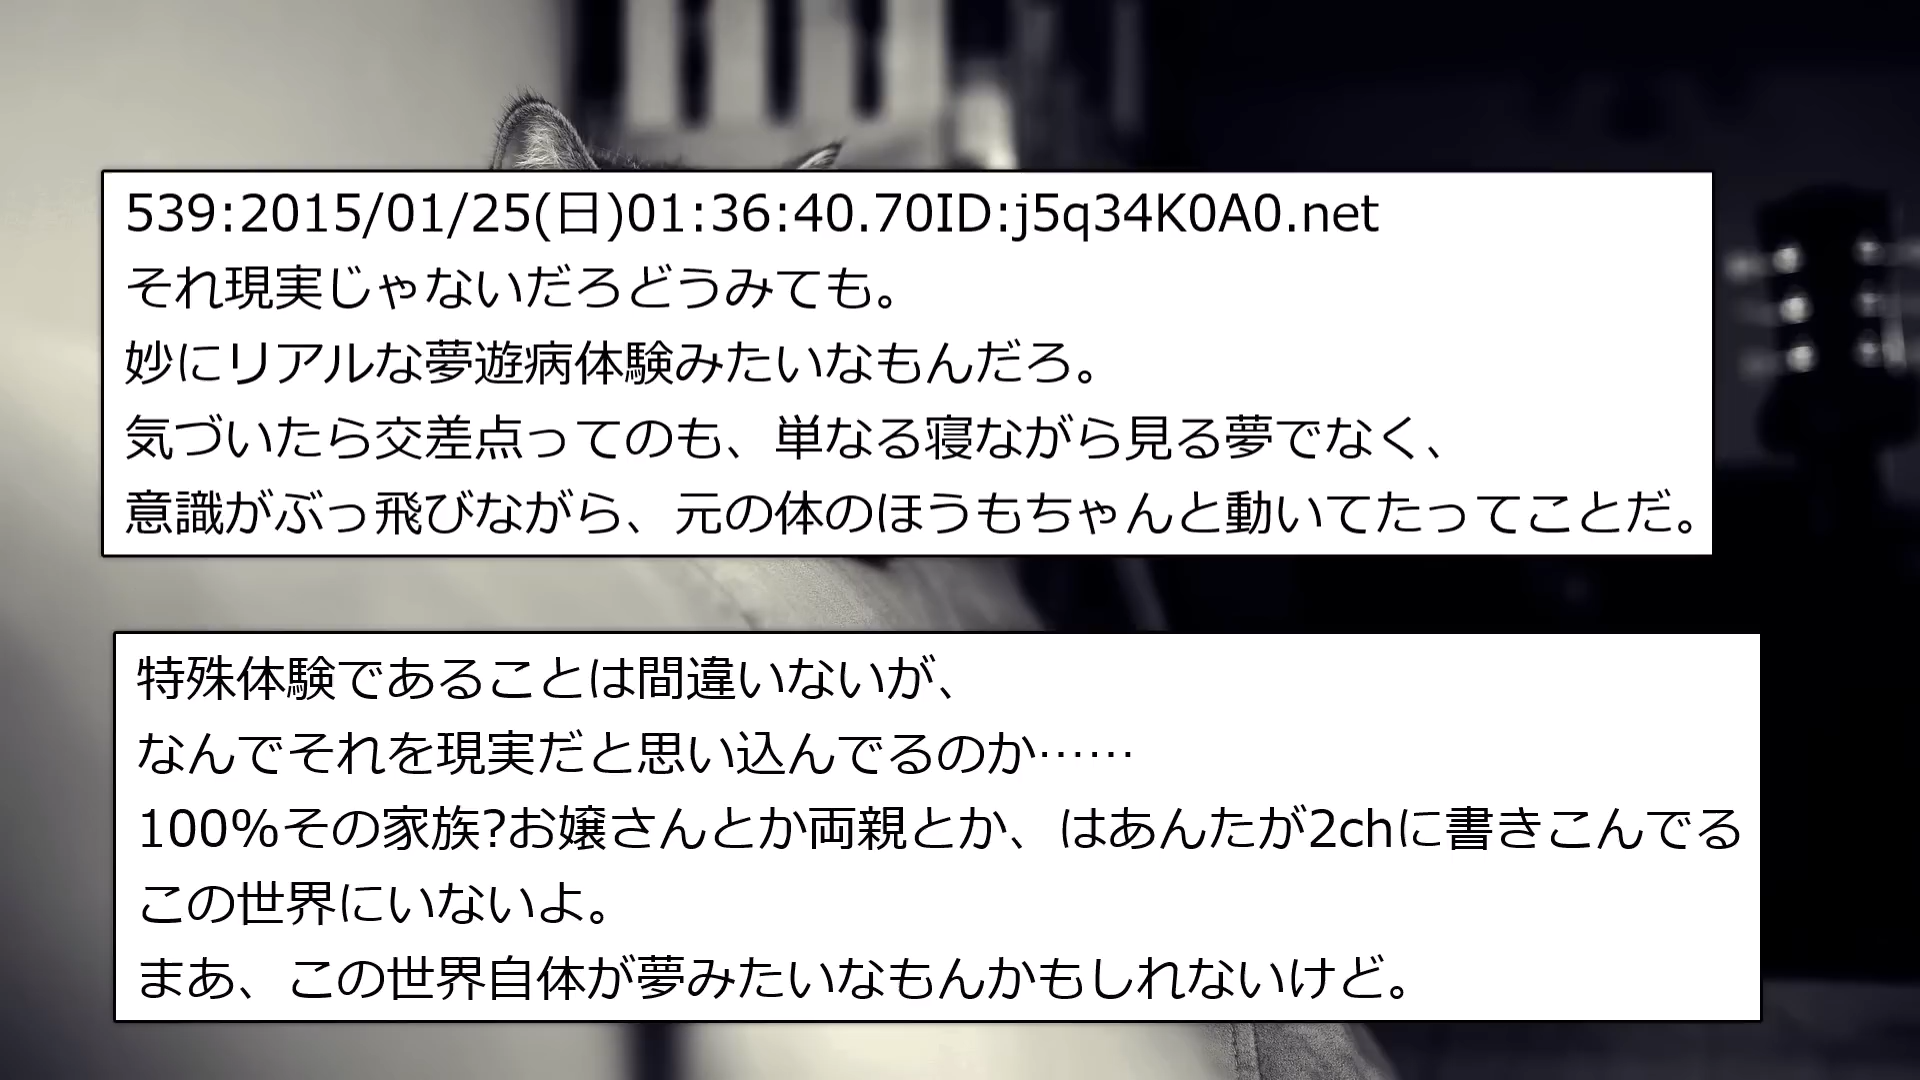 539:2015/01/25(日)01:36:40.70ID:j5q34K0A0.net
それ現実じゃないだろどうみても。
妙にリアルな夢遊病体験みたいなもんだろ。
気づいたら交差点ってのも、単なる寝ながら見る夢でなく、
意識がぶっ飛びながら、元の体のほうもちゃんと動いてたってことだ。
特殊体験であることは間違いないが、
なんでそれを現実だと思い込んでるのか……
100%その家族?お嬢さんとか両親とか、はあんたが2chに書きこんでる
この世界にいないよ。
まあ、この世界自体が夢みたいなもんかもしれないけど。